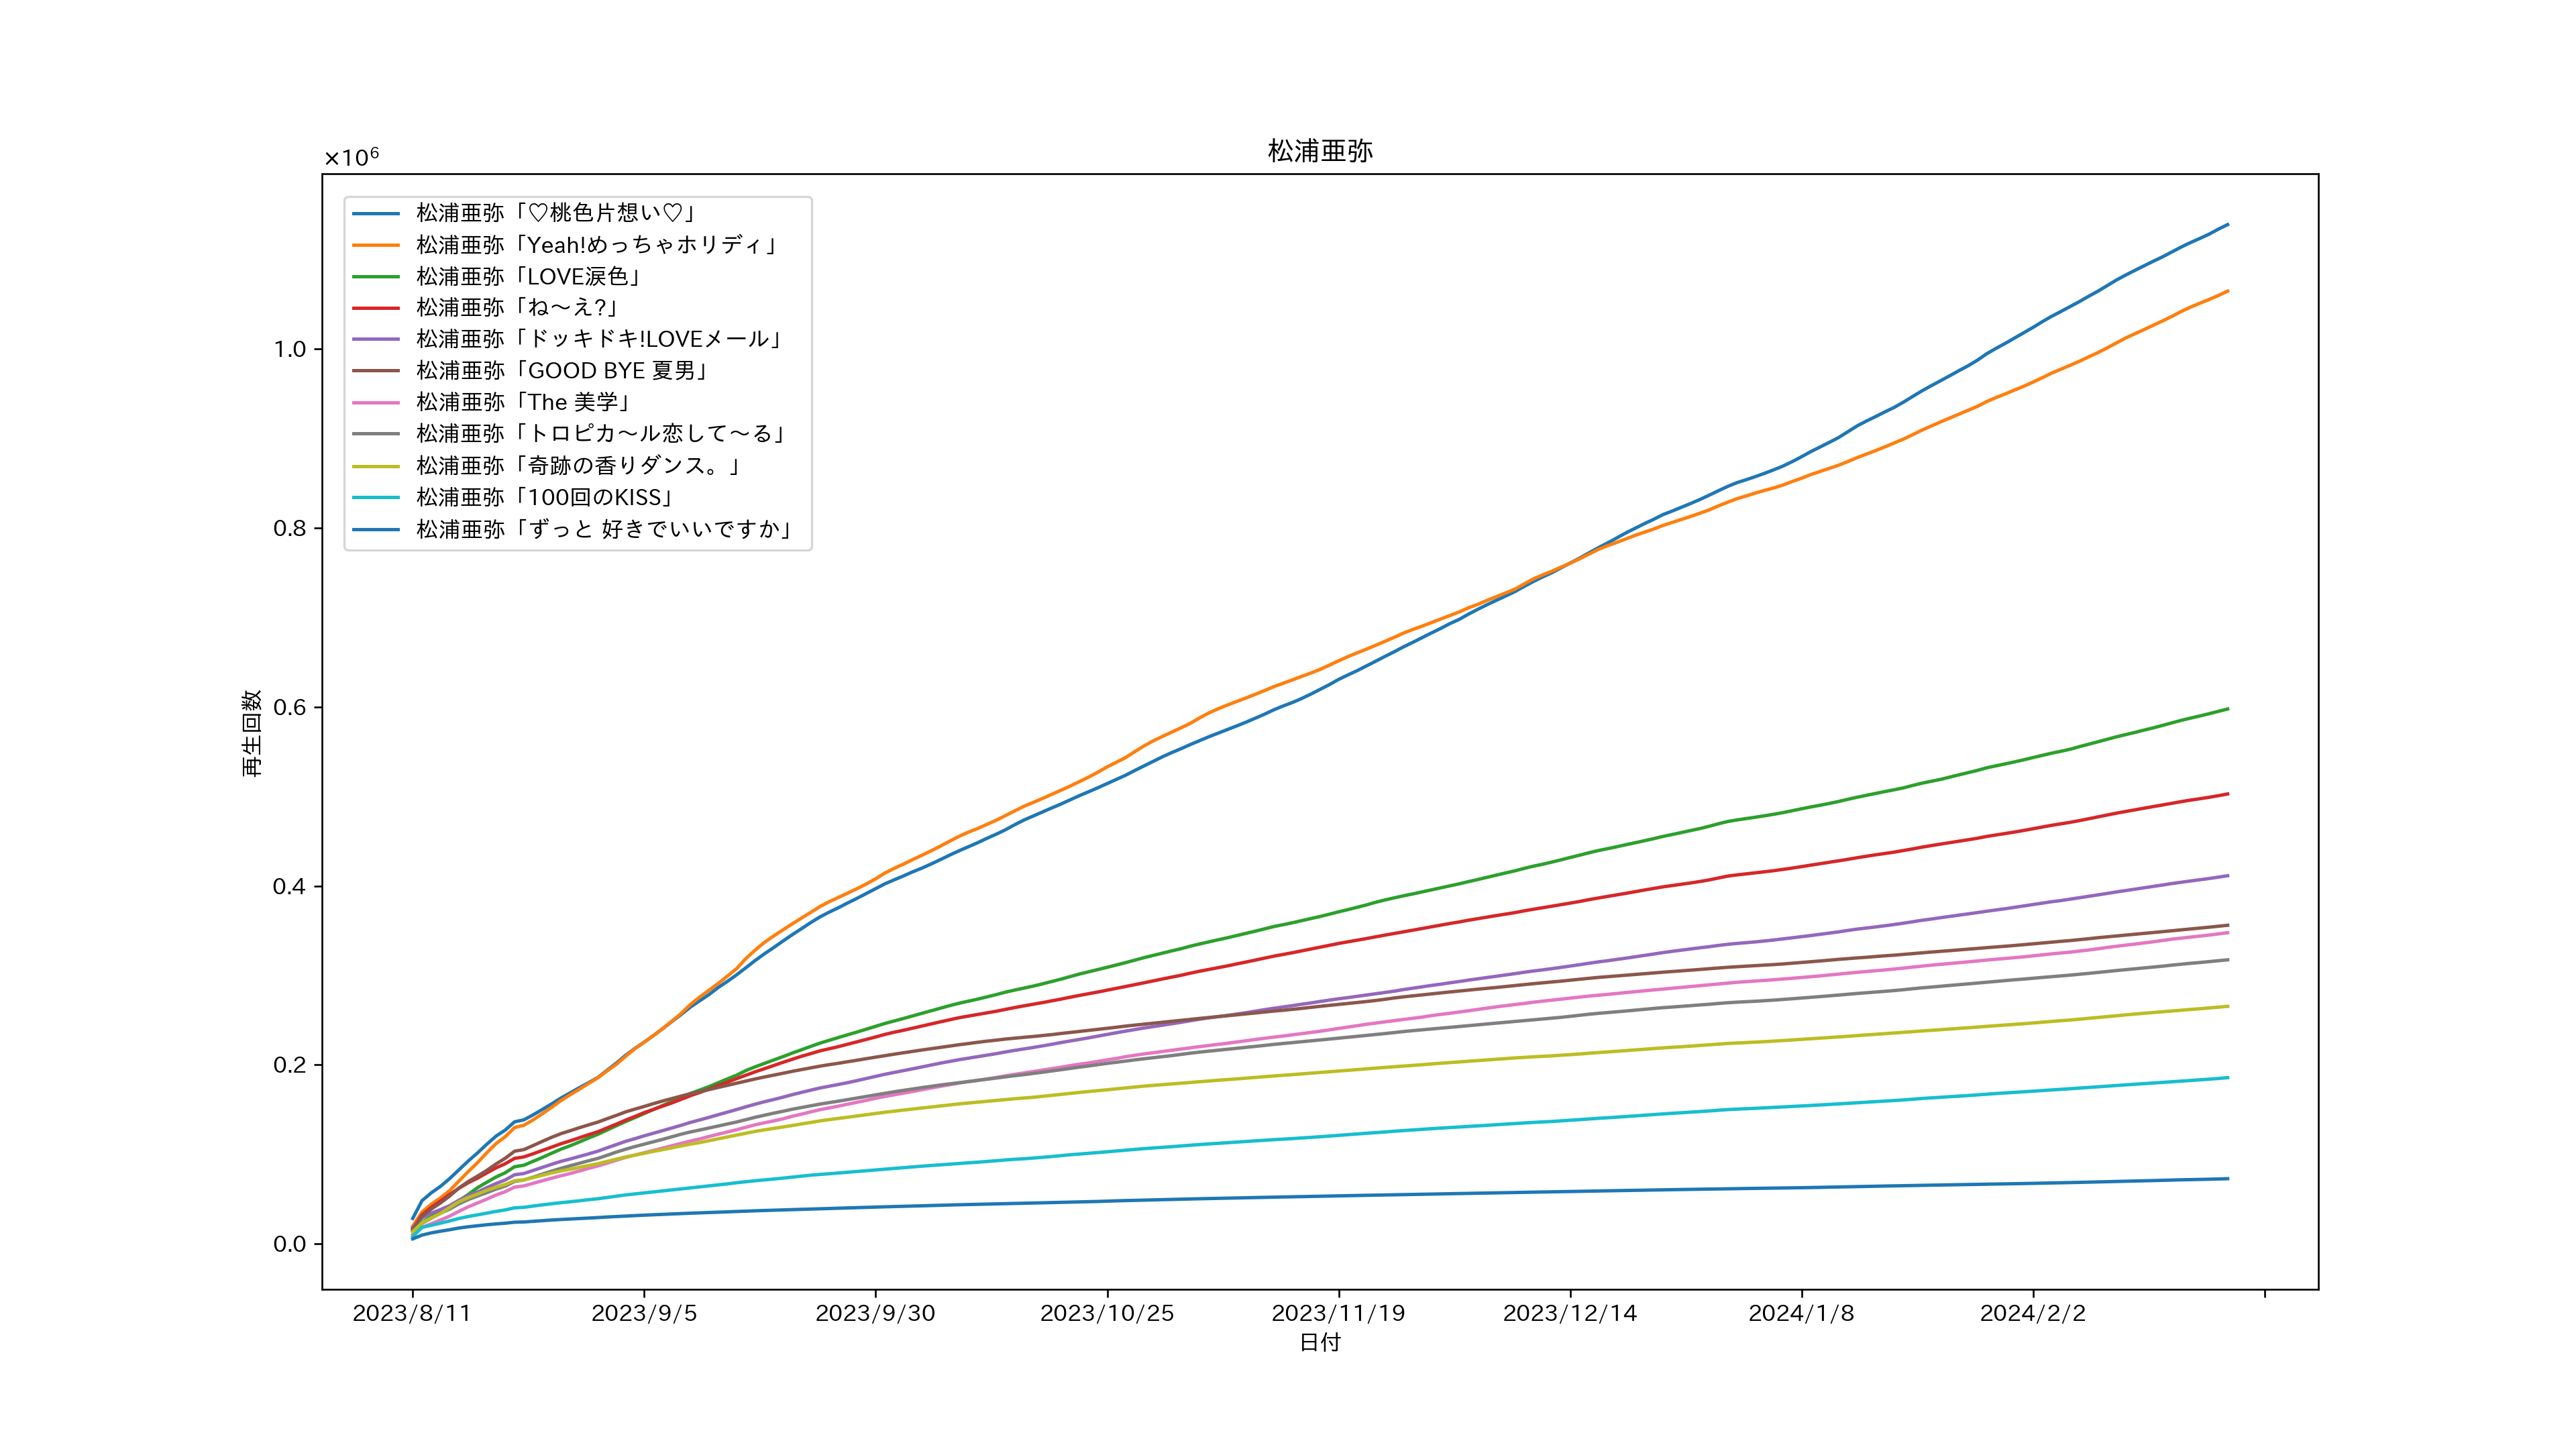 松浦亜弥
×10⁶
松浦亜弥「♡桃色片想い♡」
松浦亜弥「Yeah!めっちゃホリディ」
松浦亜弥「LOVE涙色」
松浦亜弥「ね〜え?」
松浦亜弥「ドッキドキ!LOVEメール」
松浦亜弥「GOOD BYE 夏男」
松浦亜弥「The 美学」
松浦亜弥「トロピカ〜ル恋して〜る」
松浦亜弥「奇跡の香りダンス。」
松浦亜弥「100回のKISS」
松浦亜弥「ずっと 好きでいいですか」
1.0
0.8
0.6
0.4
0.2
0.0
再生回数
2023/8/11 2023/9/5 2023/9/30 2023/10/25 2023/11/19 2023/12/14 2024/1/8 2024/2/2
日付